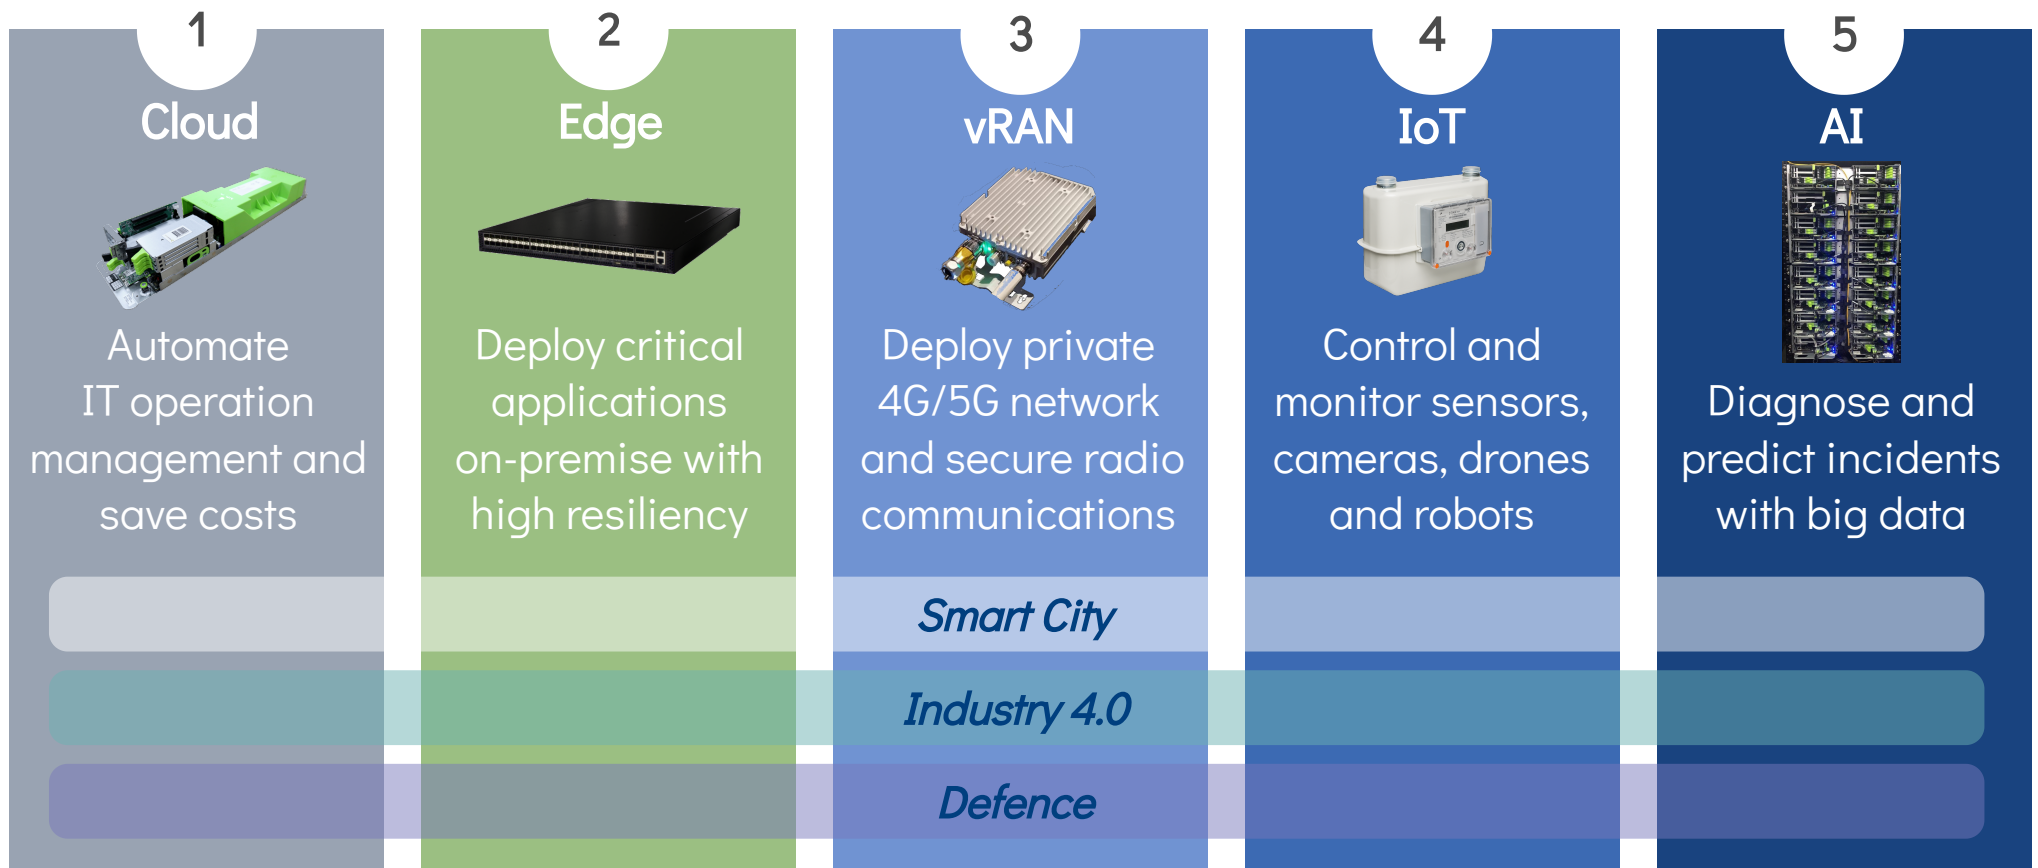 1
Cloud
Automate
IT operation
management and
save costs
2
Edge
Deploy critical
applications
on-premise with
high resiliency
3
vRAN
Deploy private
4G/5G network
and secure radio
communications
4
IoT
Control and
monitor sensors,
cameras, drones
and robots
5
AI
Diagnose and
predict incidents
with big data
Smart City
Industry 4.0
Defence